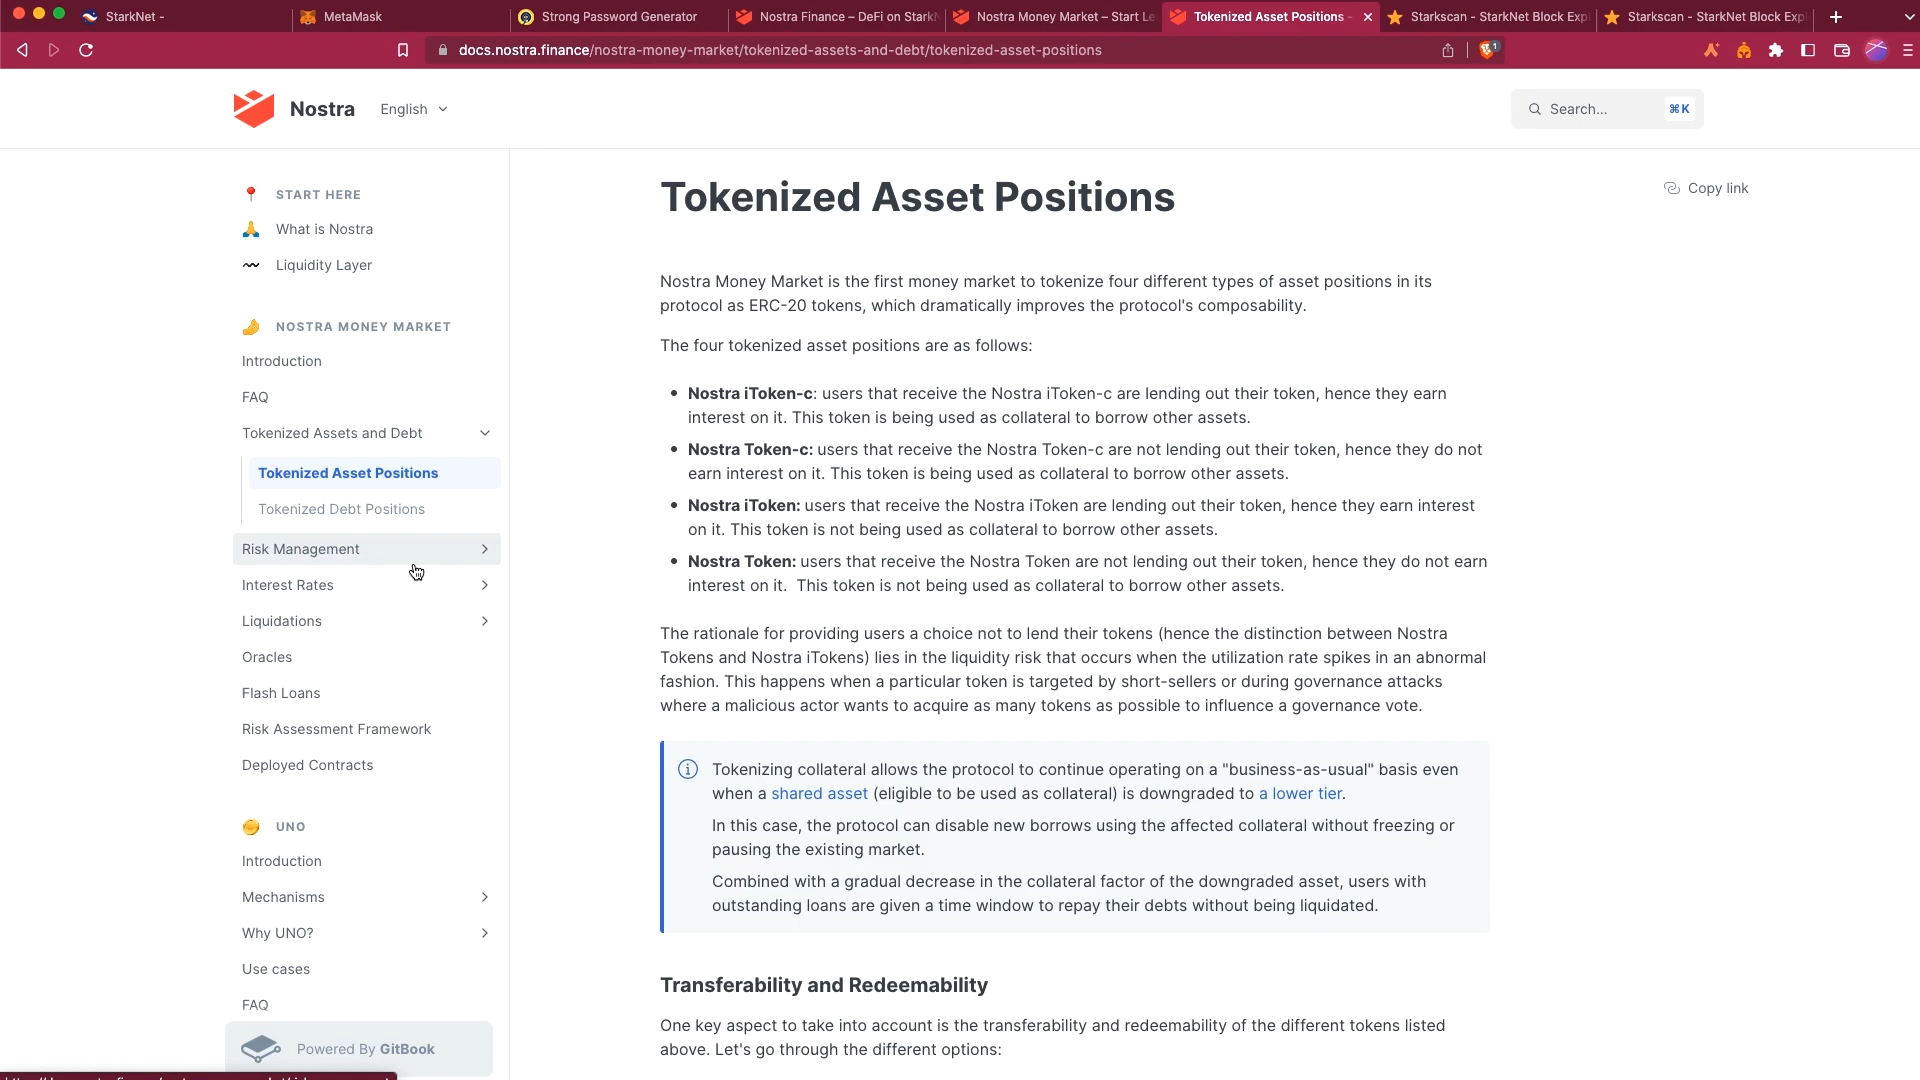 StarkNet -
MetaMask
Strong Password Generator
Nostra Finance – DeFi on Stark
Nostra Money Market – Start Le
Tokenized Asset Positions -
Starkscan - StarkNet Block Exp
Starkscan - StarkNet Block Exp
docs.nostra.finance/nostra-money-market/tokenized-assets-and-debt/tokenized-asset-positions
1
Nostra
English
Search...
⌘K
START HERE
What is Nostra
Liquidity Layer
NOSTRA MONEY MARKET
Introduction
FAQ
Tokenized Assets and Debt
Tokenized Asset Positions
Tokenized Debt Positions
Risk Management
Interest Rates
Liquidations
Oracles
Flash Loans
Risk Assessment Framework
Deployed Contracts
UNO
Introduction
Mechanisms
Why UNO?
Use cases
FAQ
Powered By GitBook
Tokenized Asset Positions
Copy link
Nostra Money Market is the first money market to tokenize four different types of asset positions in its
protocol as ERC-20 tokens, which dramatically improves the protocol's composability.
The four tokenized asset positions are as follows:
• Nostra iToken-c: users that receive the Nostra iToken-c are lending out their token, hence they earn
interest on it. This token is being used as collateral to borrow other assets.
• Nostra Token-c: users that receive the Nostra Token-c are not lending out their token, hence they do not
earn interest on it. This token is being used as collateral to borrow other assets.
• Nostra iToken: users that receive the Nostra iToken are lending out their token, hence they earn interest
on it. This token is not being used as collateral to borrow other assets.
• Nostra Token: users that receive the Nostra Token are not lending out their token, hence they do not earn
interest on it.  This token is not being used as collateral to borrow other assets.
The rationale for providing users a choice not to lend their tokens (hence the distinction between Nostra
Tokens and Nostra iTokens) lies in the liquidity risk that occurs when the utilization rate spikes in an abnormal
fashion. This happens when a particular token is targeted by short-sellers or during governance attacks
where a malicious actor wants to acquire as many tokens as possible to influence a governance vote.
Tokenizing collateral allows the protocol to continue operating on a "business-as-usual" basis even
when a shared asset (eligible to be used as collateral) is downgraded to a lower tier.
In this case, the protocol can disable new borrows using the affected collateral without freezing or
pausing the existing market.
Combined with a gradual decrease in the collateral factor of the downgraded asset, users with
outstanding loans are given a time window to repay their debts without being liquidated.
Transferability and Redeemability
One key aspect to take into account is the transferability and redeemability of the different tokens listed
above. Let's go through the different options: